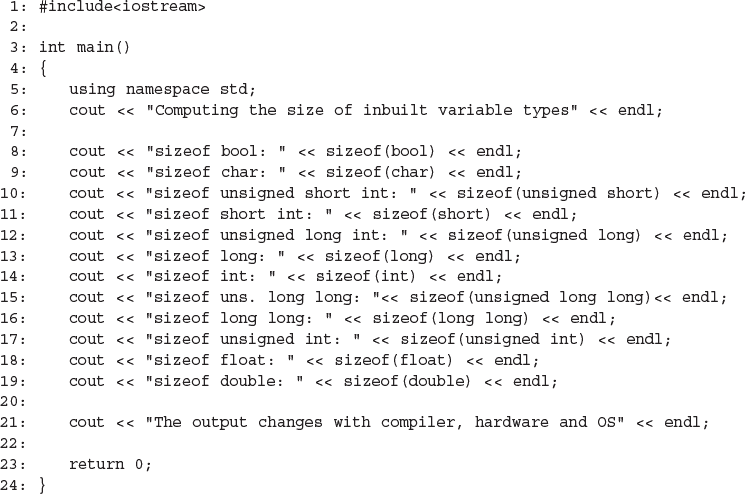 1: #include<iostream>
2:
3: int main()
4: {
5:    using namespace std;
6:    cout << "Computing the size of inbuilt variable types" << endl;
7:
8:    cout << "sizeof bool: " << sizeof(bool) << endl;
9:    cout << "sizeof char: " << sizeof(char) << endl;
10:    cout << "sizeof unsigned short int: " << sizeof(unsigned short) << endl;
11:    cout << "sizeof short int: " << sizeof(short) << endl;
12:    cout << "sizeof unsigned long int: " << sizeof(unsigned long) << endl;
13:    cout << "sizeof long: " << sizeof(long) << endl;
14:    cout << "sizeof int: " << sizeof(int) << endl;
15:    cout << "sizeof uns. long long: "<< sizeof(unsigned long long)<< endl;
16:    cout << "sizeof long long: " << sizeof(long long) << endl;
17:    cout << "sizeof unsigned int: " << sizeof(unsigned int) << endl;
18:    cout << "sizeof float: " << sizeof(float) << endl;
19:    cout << "sizeof double: " << sizeof(double) << endl;
20:
21:    cout << "The output changes with compiler, hardware and OS" << endl;
22:
23:    return 0;
24: }